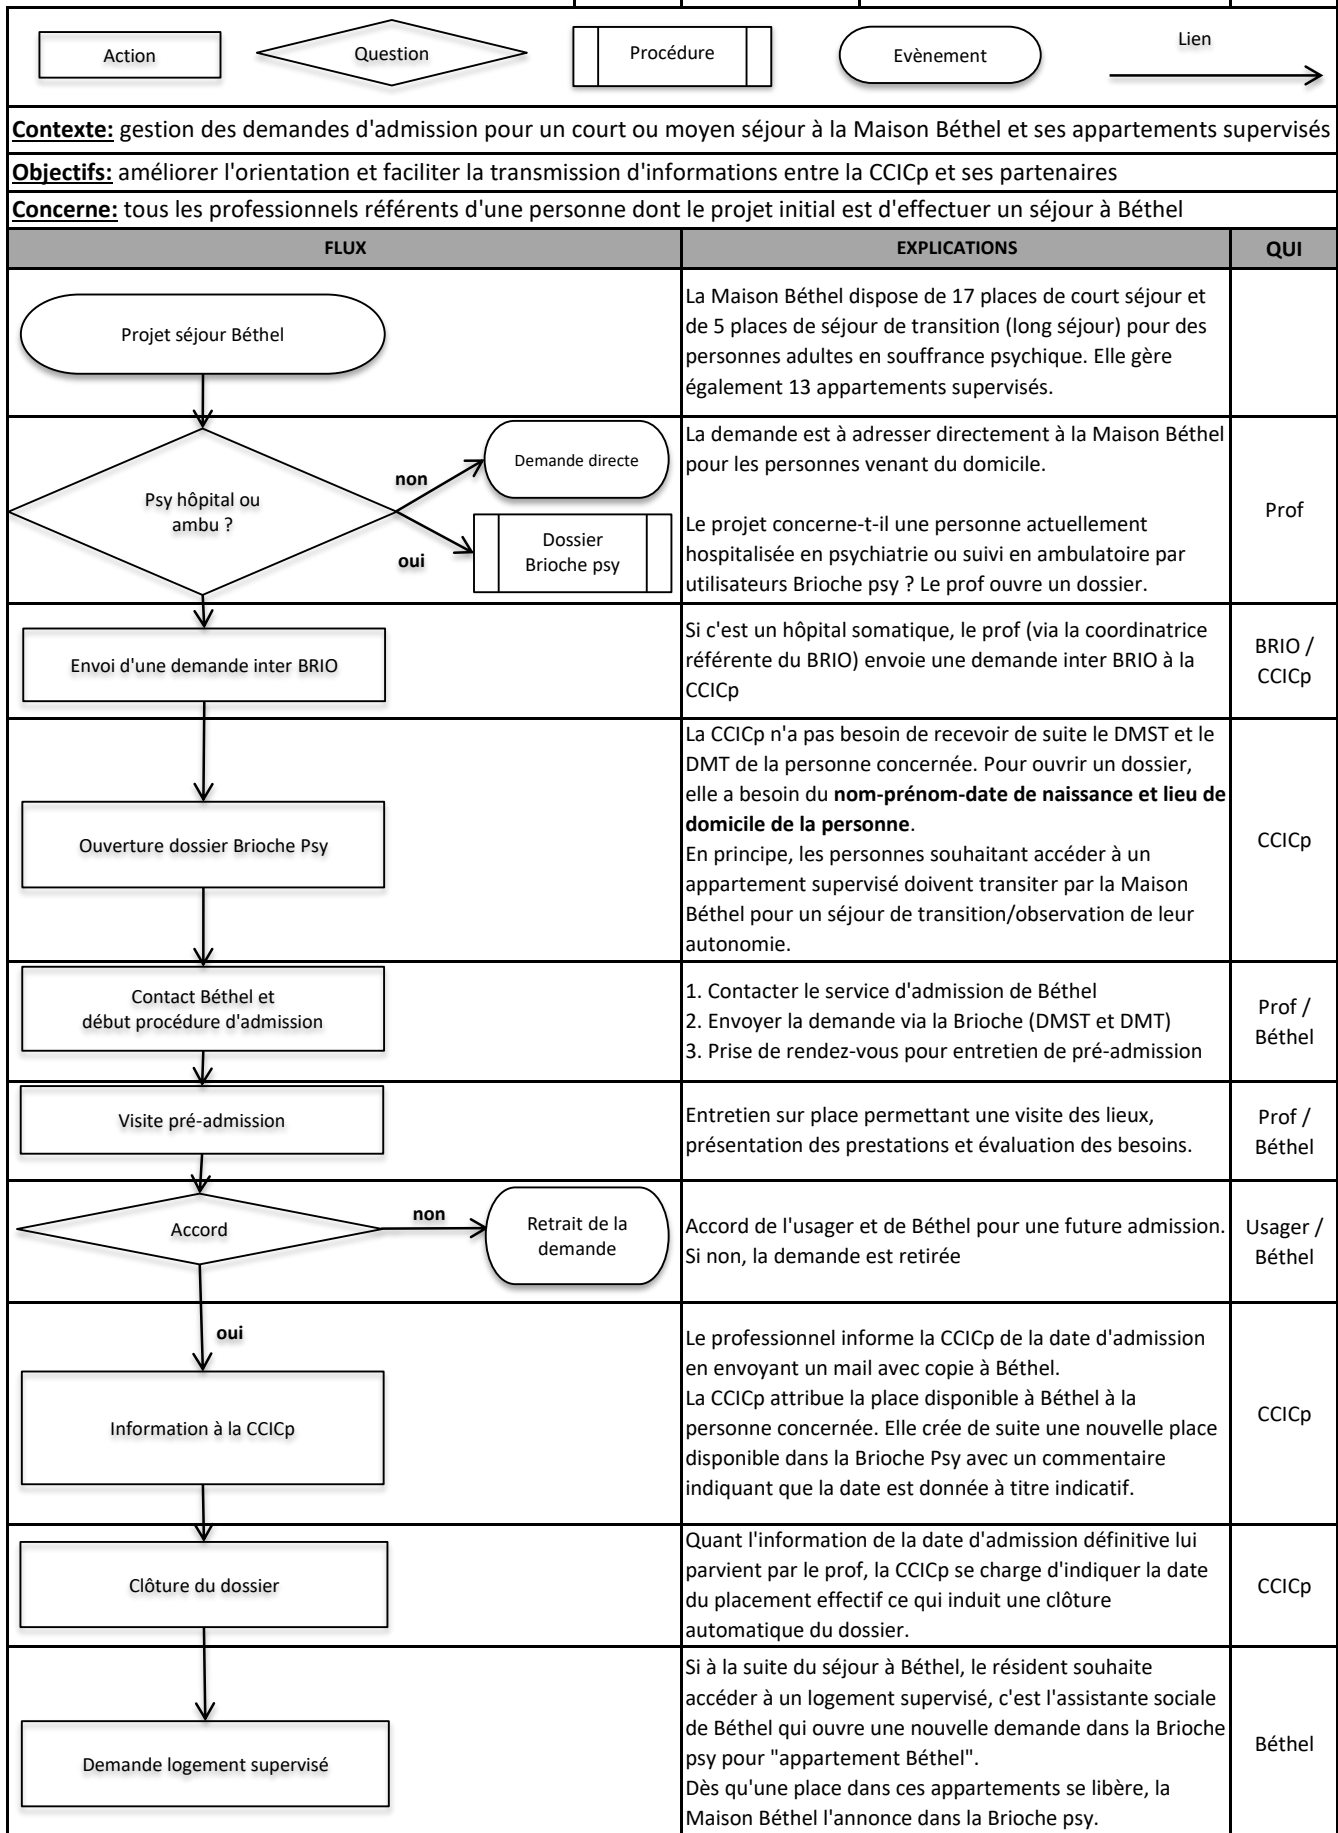 Action
Question
Procédure
Evènement
Lien
Contexte: gestion des demandes d'admission pour un court ou moyen séjour à la Maison Béthel et ses appartements supervisés
Objectifs: améliorer l'orientation et faciliter la transmission d'informations entre la CCICp et ses partenaires
Concerne: tous les professionnels référents d'une personne dont le projet initial est d'effectuer un séjour à Béthel
FLUX
EXPLICATIONS
QUI
Projet séjour Béthel
La Maison Béthel dispose de 17 places de court séjour et
de 5 places de séjour de transition (long séjour) pour des
personnes adultes en souffrance psychique. Elle gère
également 13 appartements supervisés.
Psy hôpital ou
ambu ?
non
Demande directe
oui
Dossier
Brioche psy
La demande est à adresser directement à la Maison Béthel
pour les personnes venant du domicile.
Le projet concerne-t-il une personne actuellement
hospitalisée en psychiatrie ou suivi en ambulatoire par
utilisateurs Brioche psy ? Le prof ouvre un dossier.
Prof
Envoi d'une demande inter BRIO
Si c'est un hôpital somatique, le prof (via la coordinatrice
référente du BRIO) envoie une demande inter BRIO à la
CCICp
BRIO /
CCICp
Ouverture dossier Brioche Psy
La CCICp n'a pas besoin de recevoir de suite le DMST et le
DMT de la personne concernée. Pour ouvrir un dossier,
elle a besoin du nom-prénom-date de naissance et lieu de
domicile de la personne.
En principe, les personnes souhaitant accéder à un
appartement supervisé doivent transiter par la Maison
Béthel pour un séjour de transition/observation de leur
autonomie.
CCICp
Contact Béthel et
début procédure d'admission
1. Contacter le service d'admission de Béthel
2. Envoyer la demande via la Brioche (DMST et DMT)
3. Prise de rendez-vous pour entretien de pré-admission
Prof /
Béthel
Visite pré-admission
Entretien sur place permettant une visite des lieux,
présentation des prestations et évaluation des besoins.
Prof /
Béthel
Accord
non
Retrait de la
demande
Accord de l'usager et de Béthel pour une future admission.
Si non, la demande est retirée
Usager /
Béthel
oui
Information à la CCICp
Le professionnel informe la CCICp de la date d'admission
en envoyant un mail avec copie à Béthel.
La CCICp attribue la place disponible à Béthel à la
personne concernée. Elle crée de suite une nouvelle place
disponible dans la Brioche Psy avec un commentaire
indiquant que la date est donnée à titre indicatif.
CCICp
Clôture du dossier
Quant l'information de la date d'admission définitive lui
parvient par le prof, la CCICp se charge d'indiquer la date
du placement effectif ce qui induit une clôture
automatique du dossier.
CCICp
Demande logement supervisé
Si à la suite du séjour à Béthel, le résident souhaite
accéder à un logement supervisé, c'est l'assistante sociale
de Béthel qui ouvre une nouvelle demande dans la Brioche
psy pour "appartement Béthel".
Dès qu'une place dans ces appartements se libère, la
Maison Béthel l'annonce dans la Brioche psy.
Béthel